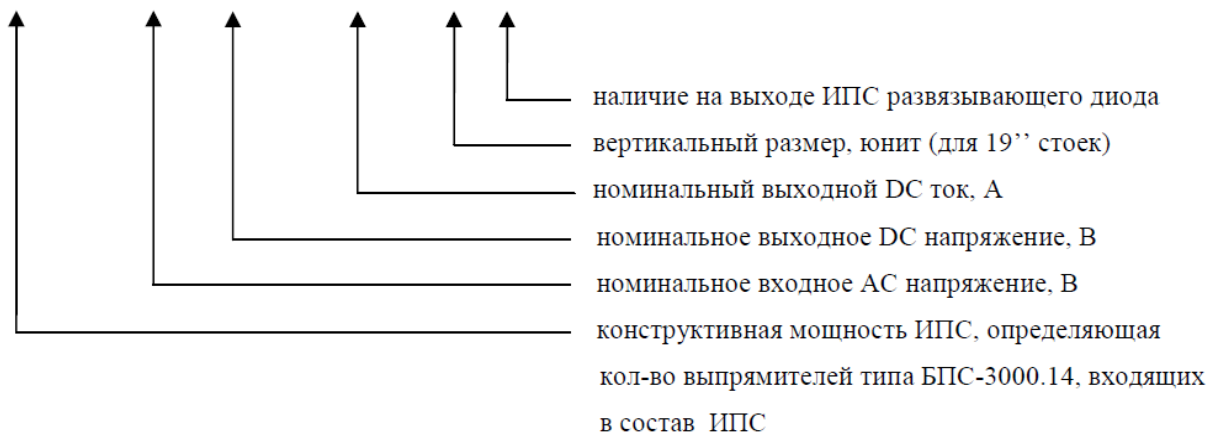 наличие на выходе ИПС развязывающего диода
вертикальный размер, юнит (для 19’’ стоек)
номинальный выходной DC ток, А
номинальное выходное DC напряжение, В
номинальное входное АС напряжение, В
конструктивная мощность ИПС, определяющая
кол-во выпрямителей типа БПС-3000.14, входящих
в состав ИПС